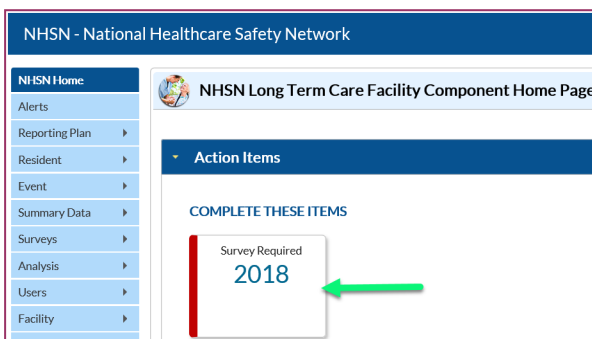 NHSN - National Healthcare Safety Network
NHSN Home
Alerts
Reporting Plan
Resident
Event
Summary Data
Surveys
Analysis
Users
Facility
NHSN Long Term Care Facility Component Home Page
Action Items
COMPLETE THESE ITEMS
Survey Required
2018